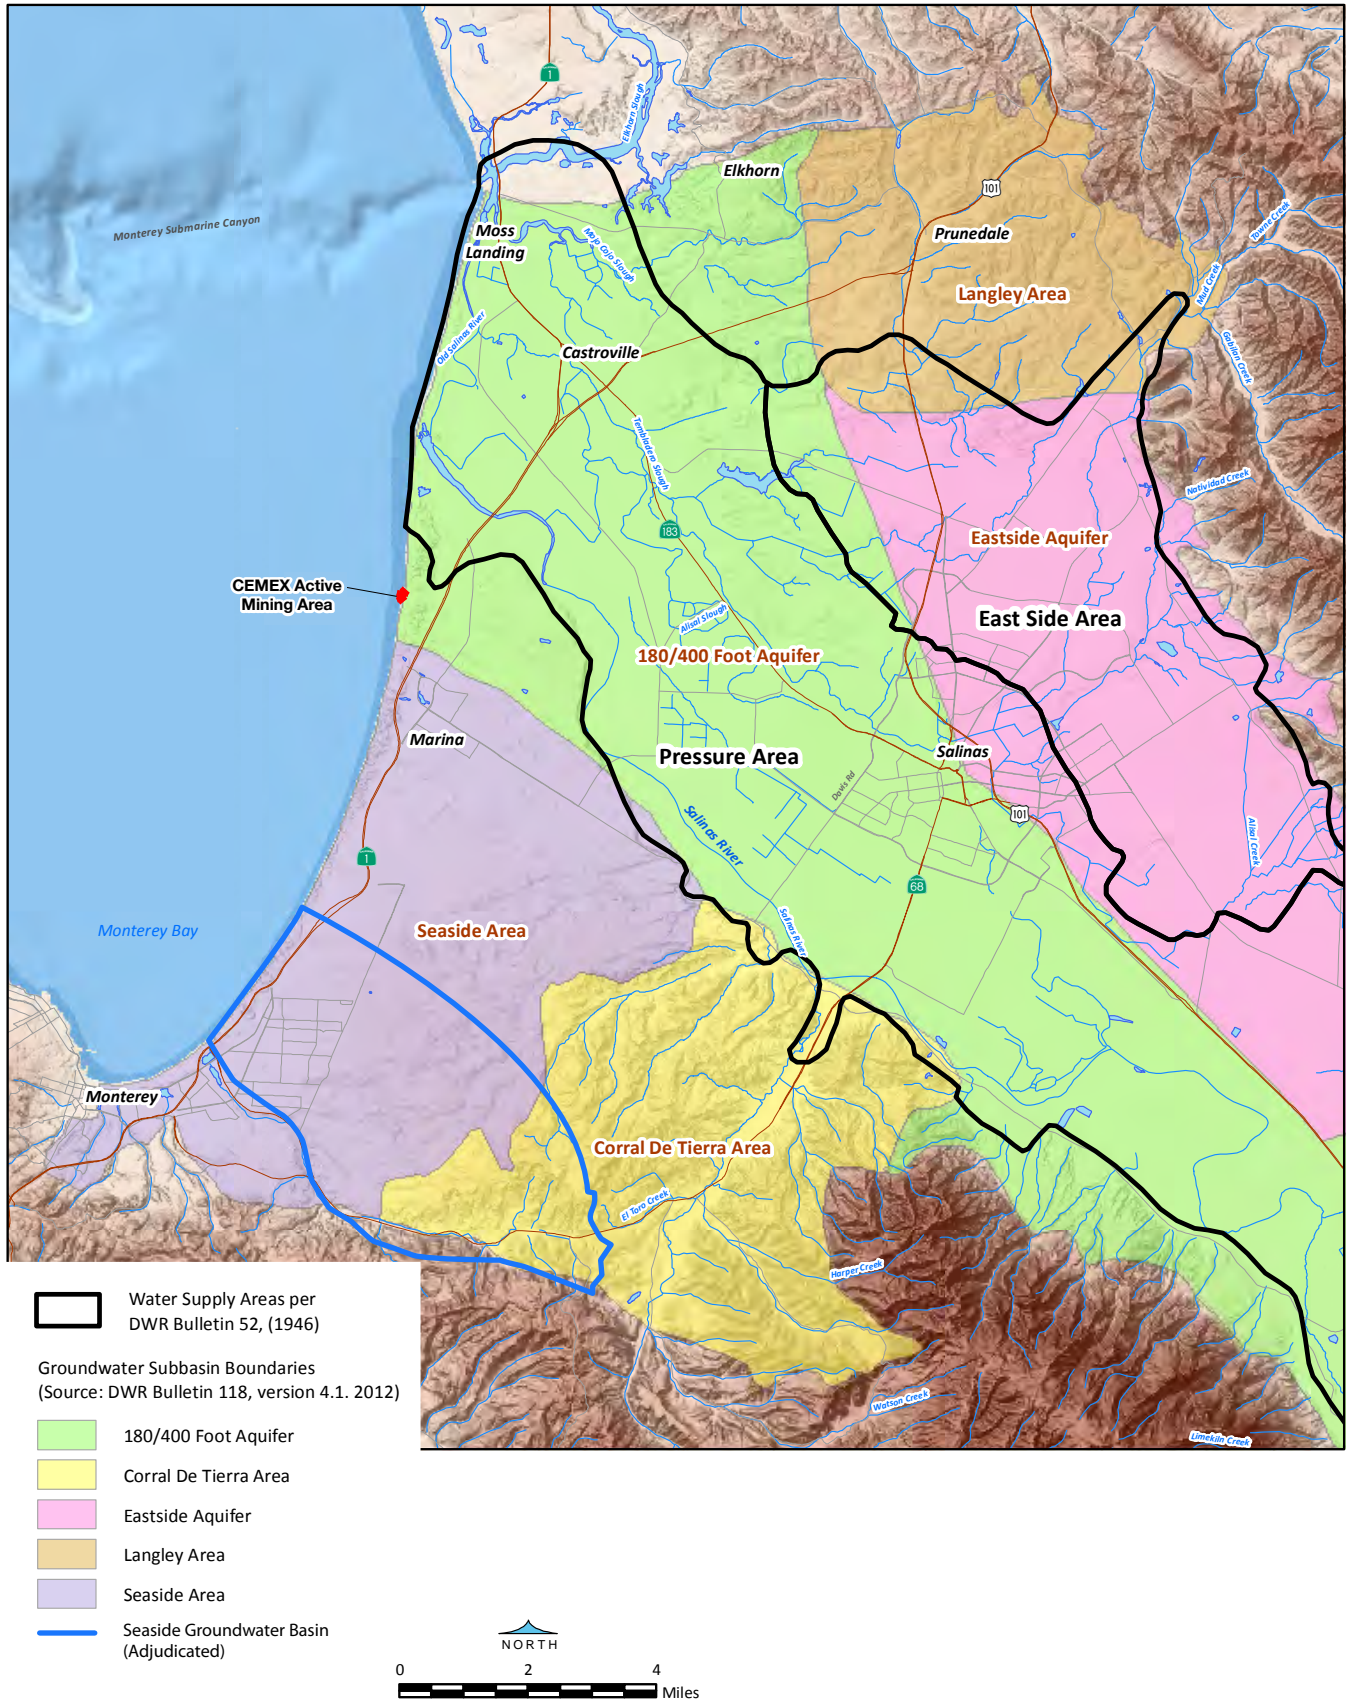 1
Elkhorn Slough
Elkhorn
101
Towne Creek
Monterey Submarine Canyon
Moss
Landing
Mojo Cojo Slough
Prunedale
Mud Creek
Langley Area
Old Salinas River
Castroville
Gabilan Creek
Tembladero Slough
Natividad Creek
183
Eastside Aquifer
CEMEX Active
Mining Area
Alisal Slough
East Side Area
180/400 Foot Aquifer
Marina
Pressure Area
Salinas
Davis Rd
Salinas River
101
Alisal Creek
1
68
Monterey Bay
Seaside Area
Salinas River
Monterey
Corral De Tierra Area
El Toro Creek
Harper Creek
Watson Creek
Limekiln Creek
Water Supply Areas per
DWR Bulletin 52, (1946)
Groundwater Subbasin Boundaries
(Source: DWR Bulletin 118, version 4.1. 2012)
180/400 Foot Aquifer
Corral De Tierra Area
Eastside Aquifer
Langley Area
Seaside Area
Seaside Groundwater Basin
(Adjudicated)
NORTH
0 2 4
Miles